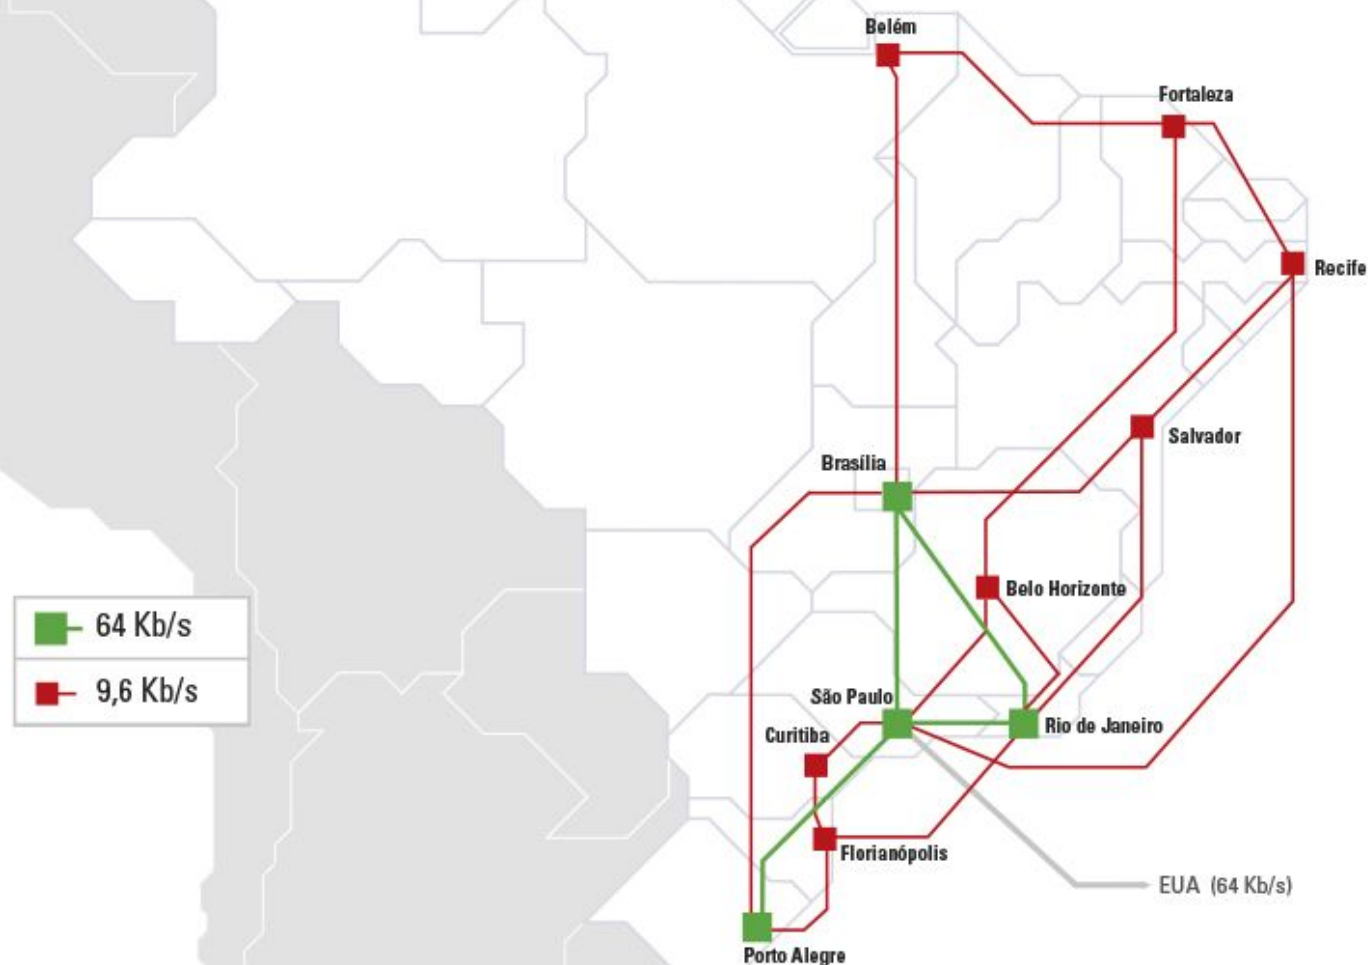 Belém
Fortaleza
Recife
Salvador
Brasília
Belo Horizonte
64 Kb/s
9,6 Kb/s
São Paulo
Rio de Janeiro
Curitiba
Florianópolis
EUA (64 Kb/s)
Porto Alegre